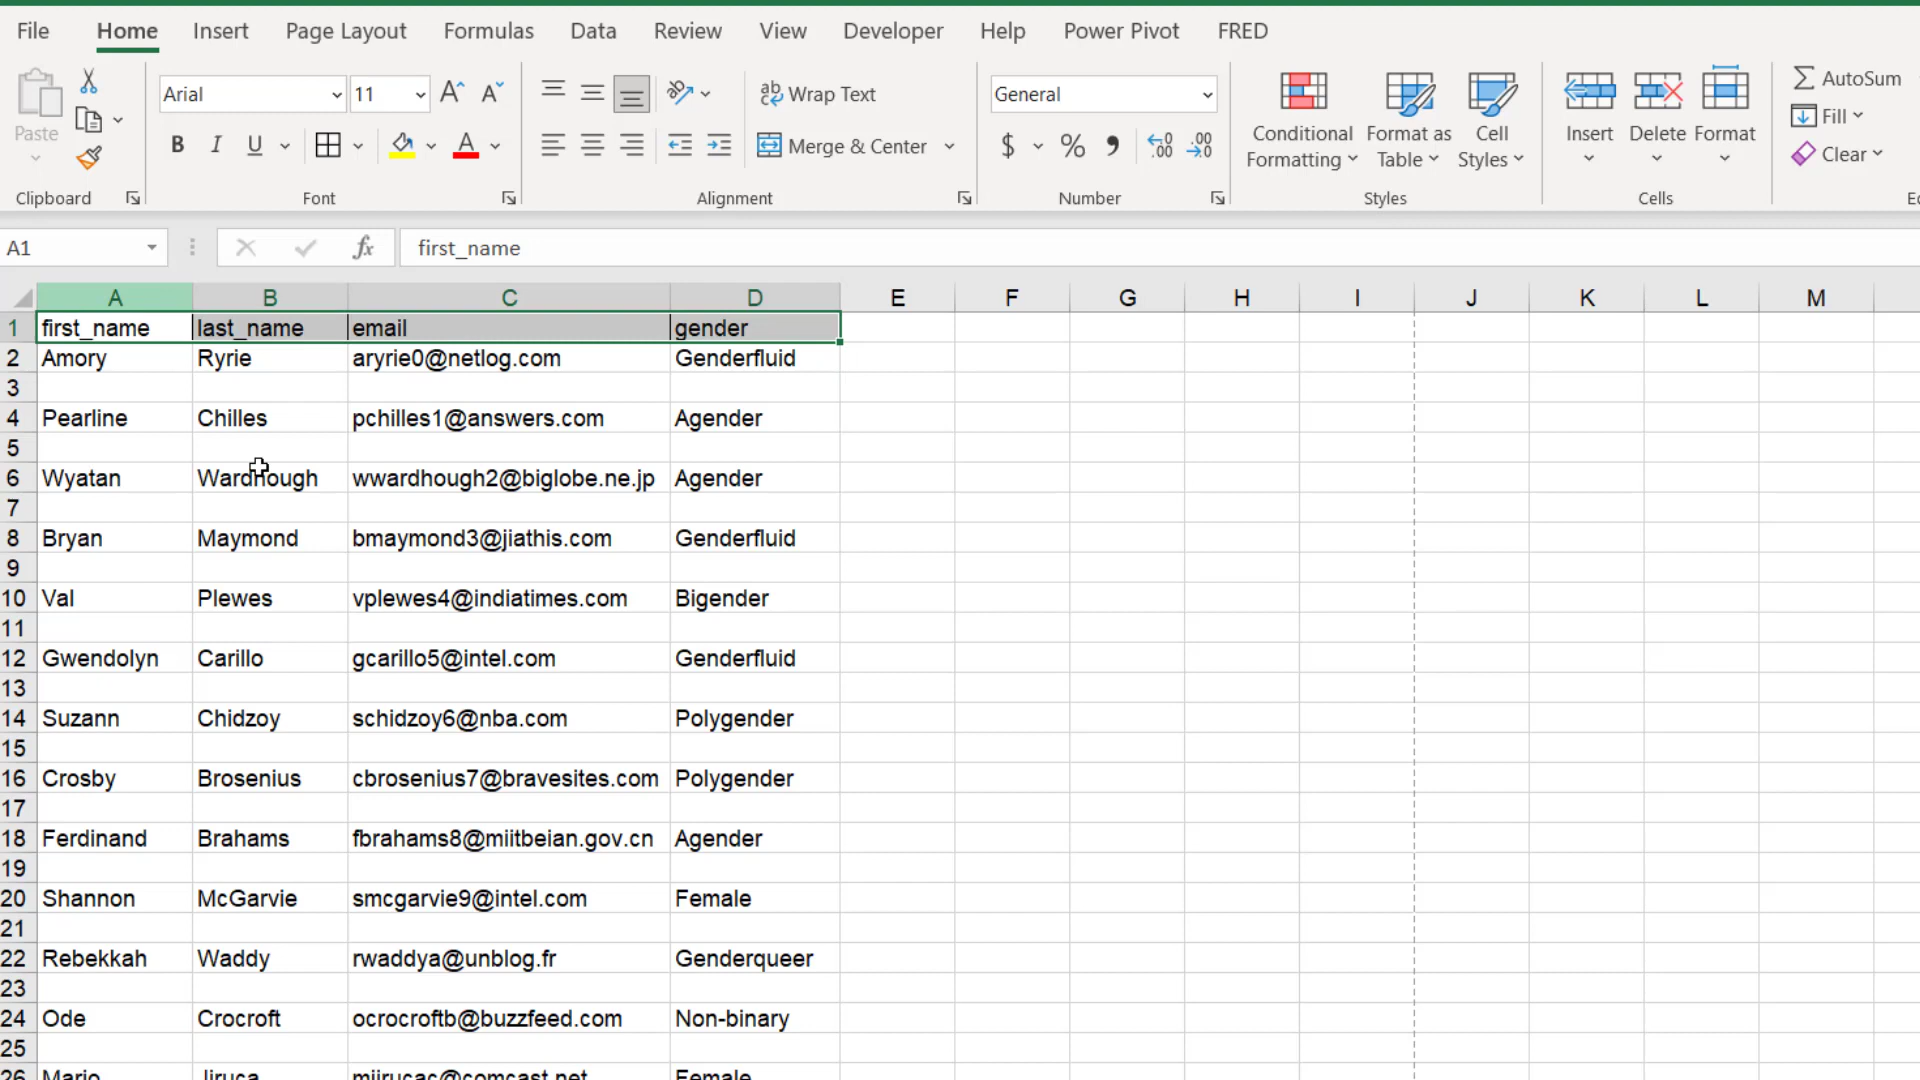 File Home Insert Page Layout Formulas Data Review View Developer Help Power Pivot FRED
Paste
Clipboard
Arial 11
B I U A
Font
Wrap Text
Merge & Center
Alignment
General
$ % 9 .00
Number
Conditional Formatting
Format as Table
Cell Styles
Styles
Insert Delete Format
Cells
AutoSum
Fill
Clear
A1 fx first_name
A B C D E F G H I J K L M
1 first_name last_name email gender
2 Amory Ryrie aryrie0@netlog.com Genderfluid
3
4 Pearline Chilles pchilles1@answers.com Agender
5
6 Wyatan Wardhough wwardhough2@biglobe.ne.jp Agender
7
8 Bryan Maymond bmaymond3@jiathis.com Genderfluid
9
10 Val Plewes vplewes4@indiatimes.com Bigender
11
12 Gwendolyn Carillo gcarillo5@intel.com Genderfluid
13
14 Suzann Chidzoy schidzoy6@nba.com Polygender
15
16 Crosby Brosenius cbrosenius7@bravesites.com Polygender
17
18 Ferdinand Brahams fbrahams8@miitbeian.gov.cn Agender
19
20 Shannon McGarvie smcgarvie9@intel.com Female
21
22 Rebekkah Waddy rwaddya@unblog.fr Genderqueer
23
24 Ode Crocroft ocrocroftb@buzzfeed.com Non-binary
25
26 Female